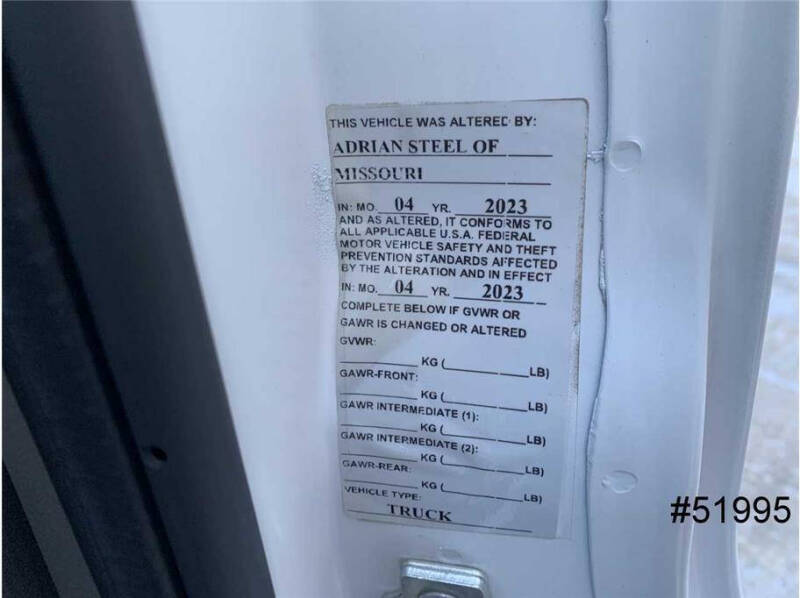 THIS VEHICLE WAS ALTERED BY:
ADRIAN STEEL OF
MISSOURI
IN: MO. 04 YR. 2023
AND AS ALTERED, IT CONFORMS TO
ALL APPLICABLE U.S.A. FEDERAL
MOTOR VEHICLE SAFETY AND THEFT
PREVENTION STANDARDS AFFECTED
BY THE ALTERATION AND IN EFFECT
IN: MO. 04 YR. 2023
COMPLETE BELOW IF GVWR OR
GAWR IS CHANGED OR ALTERED
GVWR:
KG ( LB)
GAWR-FRONT:
KG ( LB)
GAWR INTERMEDIATE (1):
KG ( LB)
GAWR INTERMEDIATE (2):
KG ( LB)
GAWR-REAR:
KG ( LB)
VEHICLE TYPE:
TRUCK
#51995